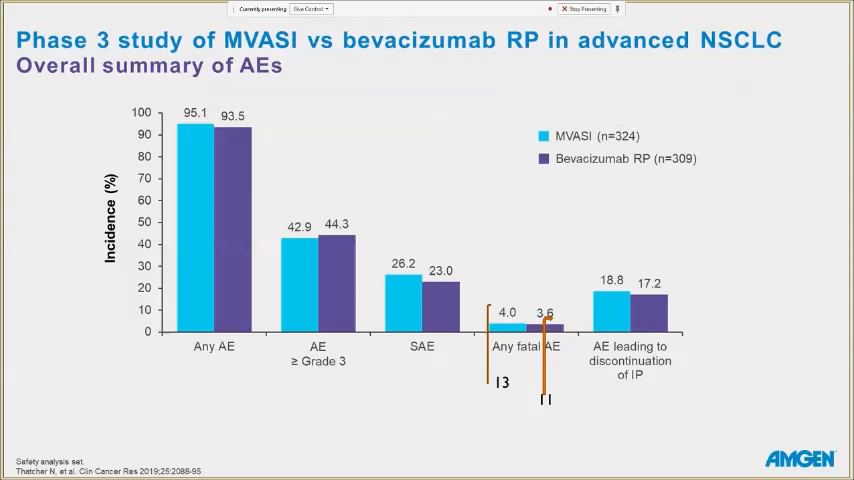 Currently presenting
Give Control
Stop Presenting
Phase 3 study of MVASI vs bevacizumab RP in advanced NSCLC
Overall summary of AEs
Incidence (%)
100
90
80
70
60
50
40
30
20
10
0
95.1
93.5
42.9
44.3
26.2
23.0
4.0
3.6
18.8
17.2
MVASI (n=324)
Bevacizumab RP (n=309)
Any AE
AE
≥ Grade 3
SAE
Any fatal AE
AE leading to
discontinuation
of IP
13
11
Safety analysis set.
Thatcher N, et al. Clin Cancer Res 2019;25:2088-95
AMGEN